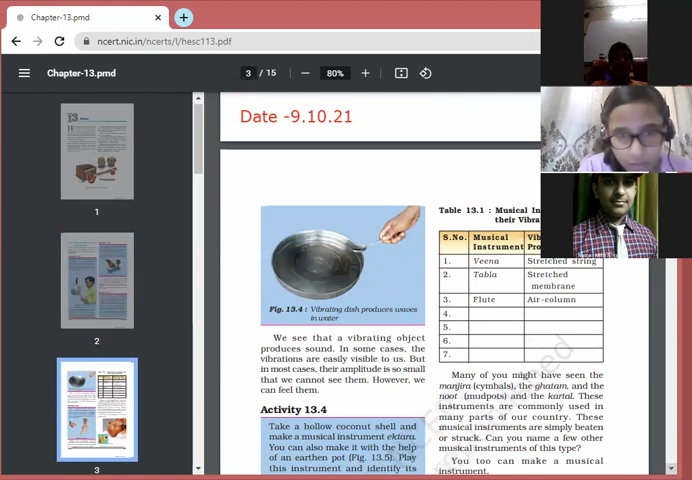 Chapter-13.pmd
ncert.nic.in/ncerts/l/hesc113.pdf
Chapter-13.pmd
3 / 15
80%
Date -9.10.21
1
2
3
Fig. 13.4 : Vibrating dish produces waves
in water
We see that a vibrating object
produces sound. In some cases, the
vibrations are easily visible to us. But
in most cases, their amplitude is so small
that we cannot see them. However, we
can feel them.
Activity 13.4
Take a hollow coconut shell and
make a musical instrument ektara.
You can also make it with the help
of an earthen pot (Fig. 13.5). Play
this instrument and identify its
Table 13.1 : Musical In
their Vibra
S.No. Musical Vib
Instrument Pro
1. Veena Stretched string
2. Tabla Stretched
membrane
3. Flute Air-column
4.
5.
6.
7.
Many of you might have seen the
manjira (cymbals), the ghatam, and the
noot (mudpots) and the kartal. These
instruments are commonly used in
many parts of our country. These
musical instruments are simply beaten
or struck. Can you name a few other
musical instruments of this type?
You too can make a musical
instrument.